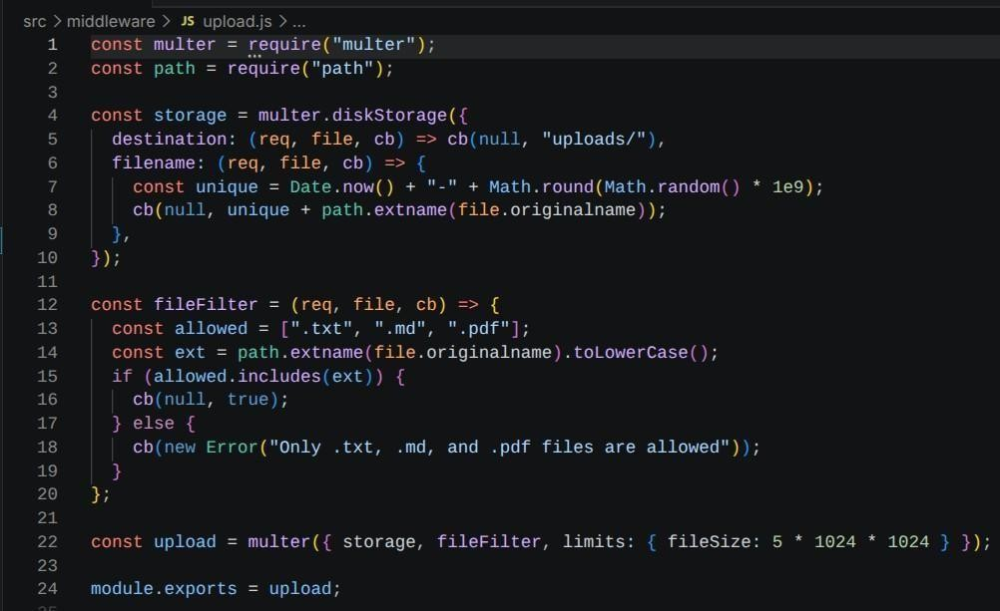 src > middleware > JS upload.js > ...
1 const multer = require("multer");
2 const path = require("path");
3
4 const storage = multer.diskStorage({
5   destination: (req, file, cb) => cb(null, "uploads/"),
6   filename: (req, file, cb) => {
7     const unique = Date.now() + "-" + Math.round(Math.random() * 1e9);
8     cb(null, unique + path.extname(file.originalname));
9   },
10 });
11
12 const fileFilter = (req, file, cb) => {
13   const allowed = [".txt", ".md", ".pdf"];
14   const ext = path.extname(file.originalname).toLowerCase();
15   if (allowed.includes(ext)) {
16     cb(null, true);
17   } else {
18     cb(new Error("Only .txt, .md, and .pdf files are allowed"));
19   }
20 };
21
22 const upload = multer({ storage, fileFilter, limits: { fileSize: 5 * 1024 * 1024 } });
23
24 module.exports = upload;
25